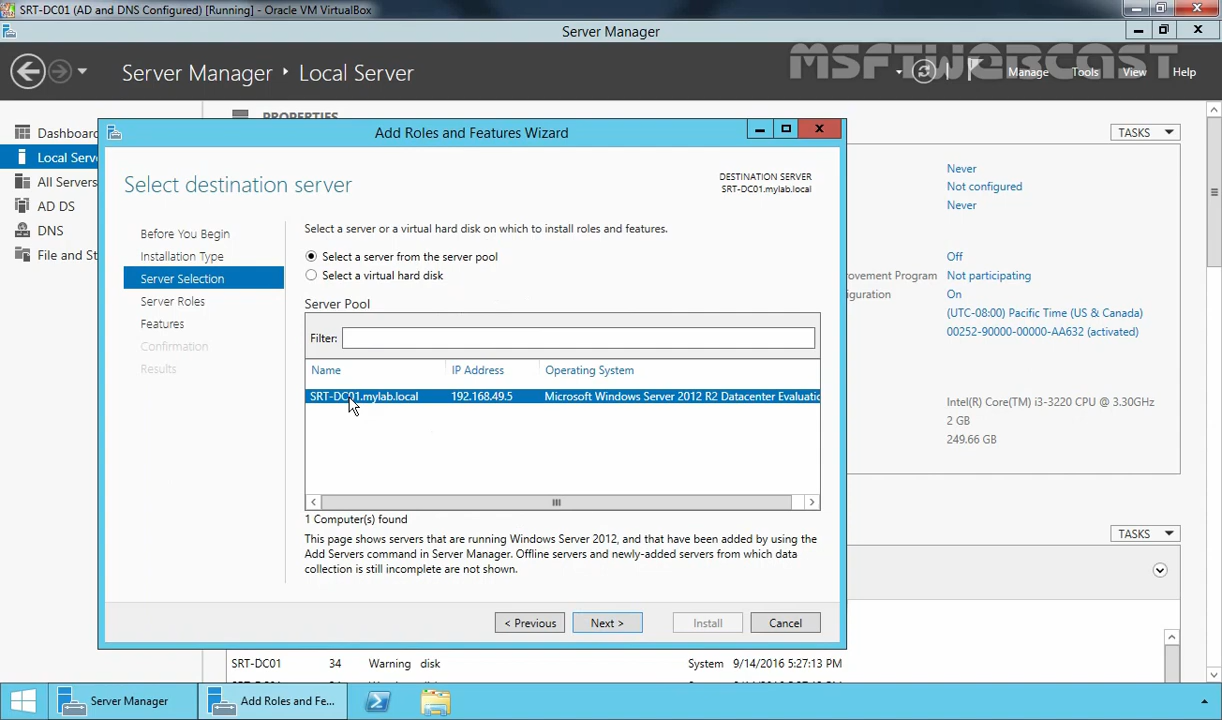 SRT-DC01 (AD and DNS Configured) [Running] - Oracle VM VirtualBox
Server Manager
Server Manager ‣ Local Server
MSFTWEBCAST
Manage Tools View Help
Dashboard
Local Serve
All Servers
AD DS
DNS
File and St
PROPERTIES
TASKS
Never
Not configured
Never
Off
provement Program Not participating
figuration On
(UTC-08:00) Pacific Time (US & Canada)
00252-90000-00000-AA632 (activated)
Intel(R) Core(TM) i3-3220 CPU @ 3.30GHz
2 GB
249.66 GB
TASKS
Add Roles and Features Wizard
Select destination server
DESTINATION SERVER
SRT-DC01.mylab.local
Before You Begin
Installation Type
Server Selection
Server Roles
Features
Confirmation
Results
Select a server or a virtual hard disk on which to install roles and features.
Select a server from the server pool
Select a virtual hard disk
Server Pool
Filter:
Name IP Address Operating System
SRT-DC01.mylab.local 192.168.49.5 Microsoft Windows Server 2012 R2 Datacenter Evaluatio
1 Computer(s) found
This page shows servers that are running Windows Server 2012, and that have been added by using the
Add Servers command in Server Manager. Offline servers and newly-added servers from which data
collection is still incomplete are not shown.
< Previous Next > Install Cancel
SRT-DC01 34 Warning disk System 9/14/2016 5:27:13 PM
Server Manager Add Roles and Fe...